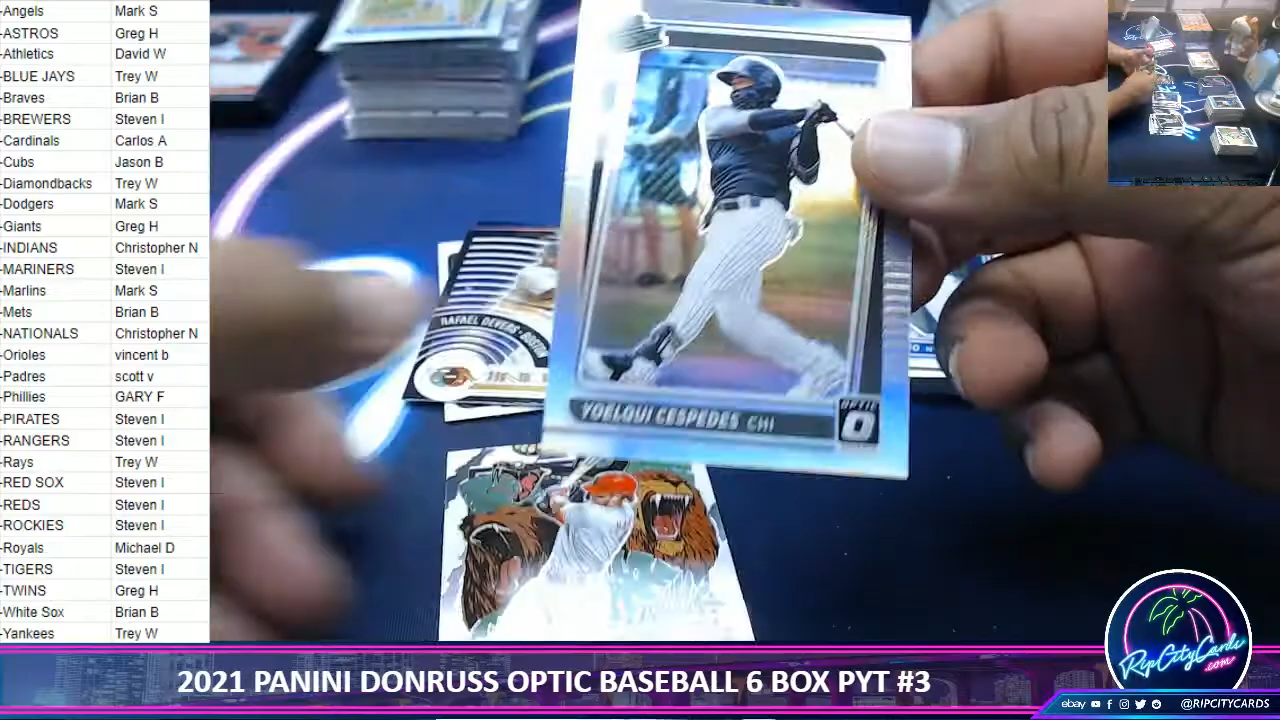 -Angels Mark S
-ASTROS Greg H
-Athletics David W
-BLUE JAYS Trey W
-Braves Brian B
-BREWERS Steven I
-Cardinals Carlos A
-Cubs Jason B
-Diamondbacks Trey W
-Dodgers Mark S
-Giants Greg H
-INDIANS Christopher N
-MARINERS Steven I
-Marlins Mark S
-Mets Brian B
-NATIONALS Christopher N
-Orioles vincent b
-Padres scott v
-Phillies GARY F
-PIRATES Steven I
-RANGERS Steven I
-Rays Trey W
-RED SOX Steven I
-REDS Steven I
-ROCKIES Steven I
-Royals Michael D
-TIGERS Steven I
-TWINS Greg H
-White Sox Brian B
-Yankees Trey W
RAFAEL DEVERS • BOSTON
YOELQUI CESPEDES CHI
OPTIC
2021 PANINI DONRUSS OPTIC BASEBALL 6 BOX PYT #3
RipCityCards
.com
ebay @RIPCITYCARDS